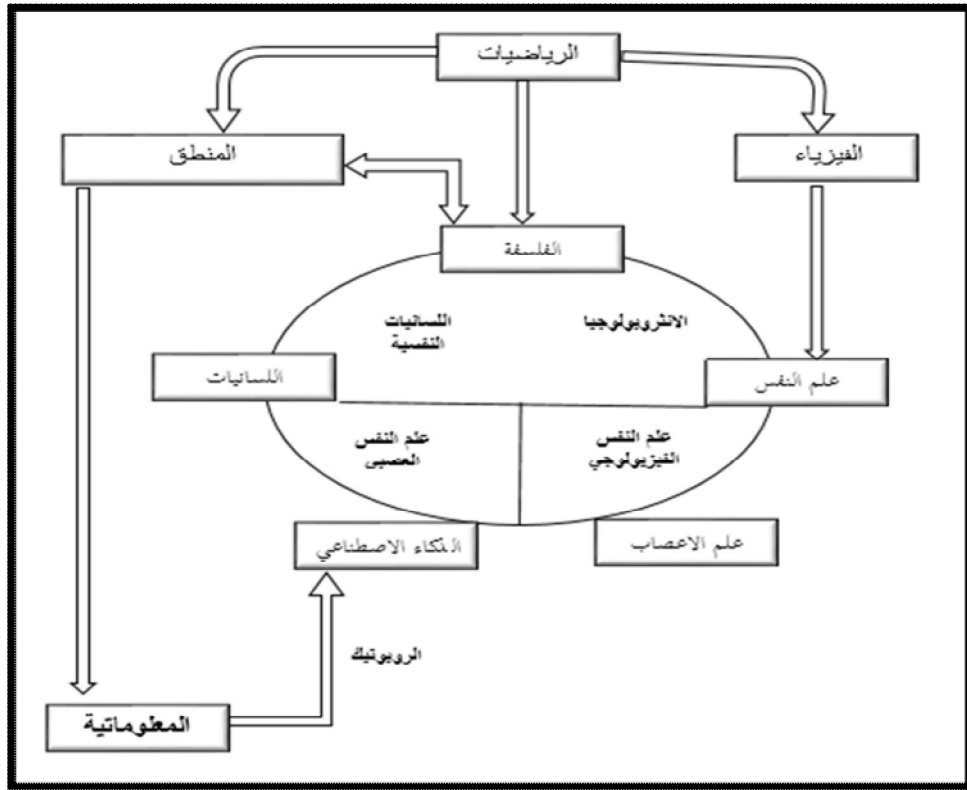 الرياضيات
المنطق
الفيزياء
الفلسفة
اللسانيات
النفسية
الانثروبولوجيا
اللسانيات
علم النفس
علم النفس
العصبى
علم النفس
الفيزيولوجي
الذكاء الاصطناعي
علم الاعصاب
الروبوتيك
المعلوماتية